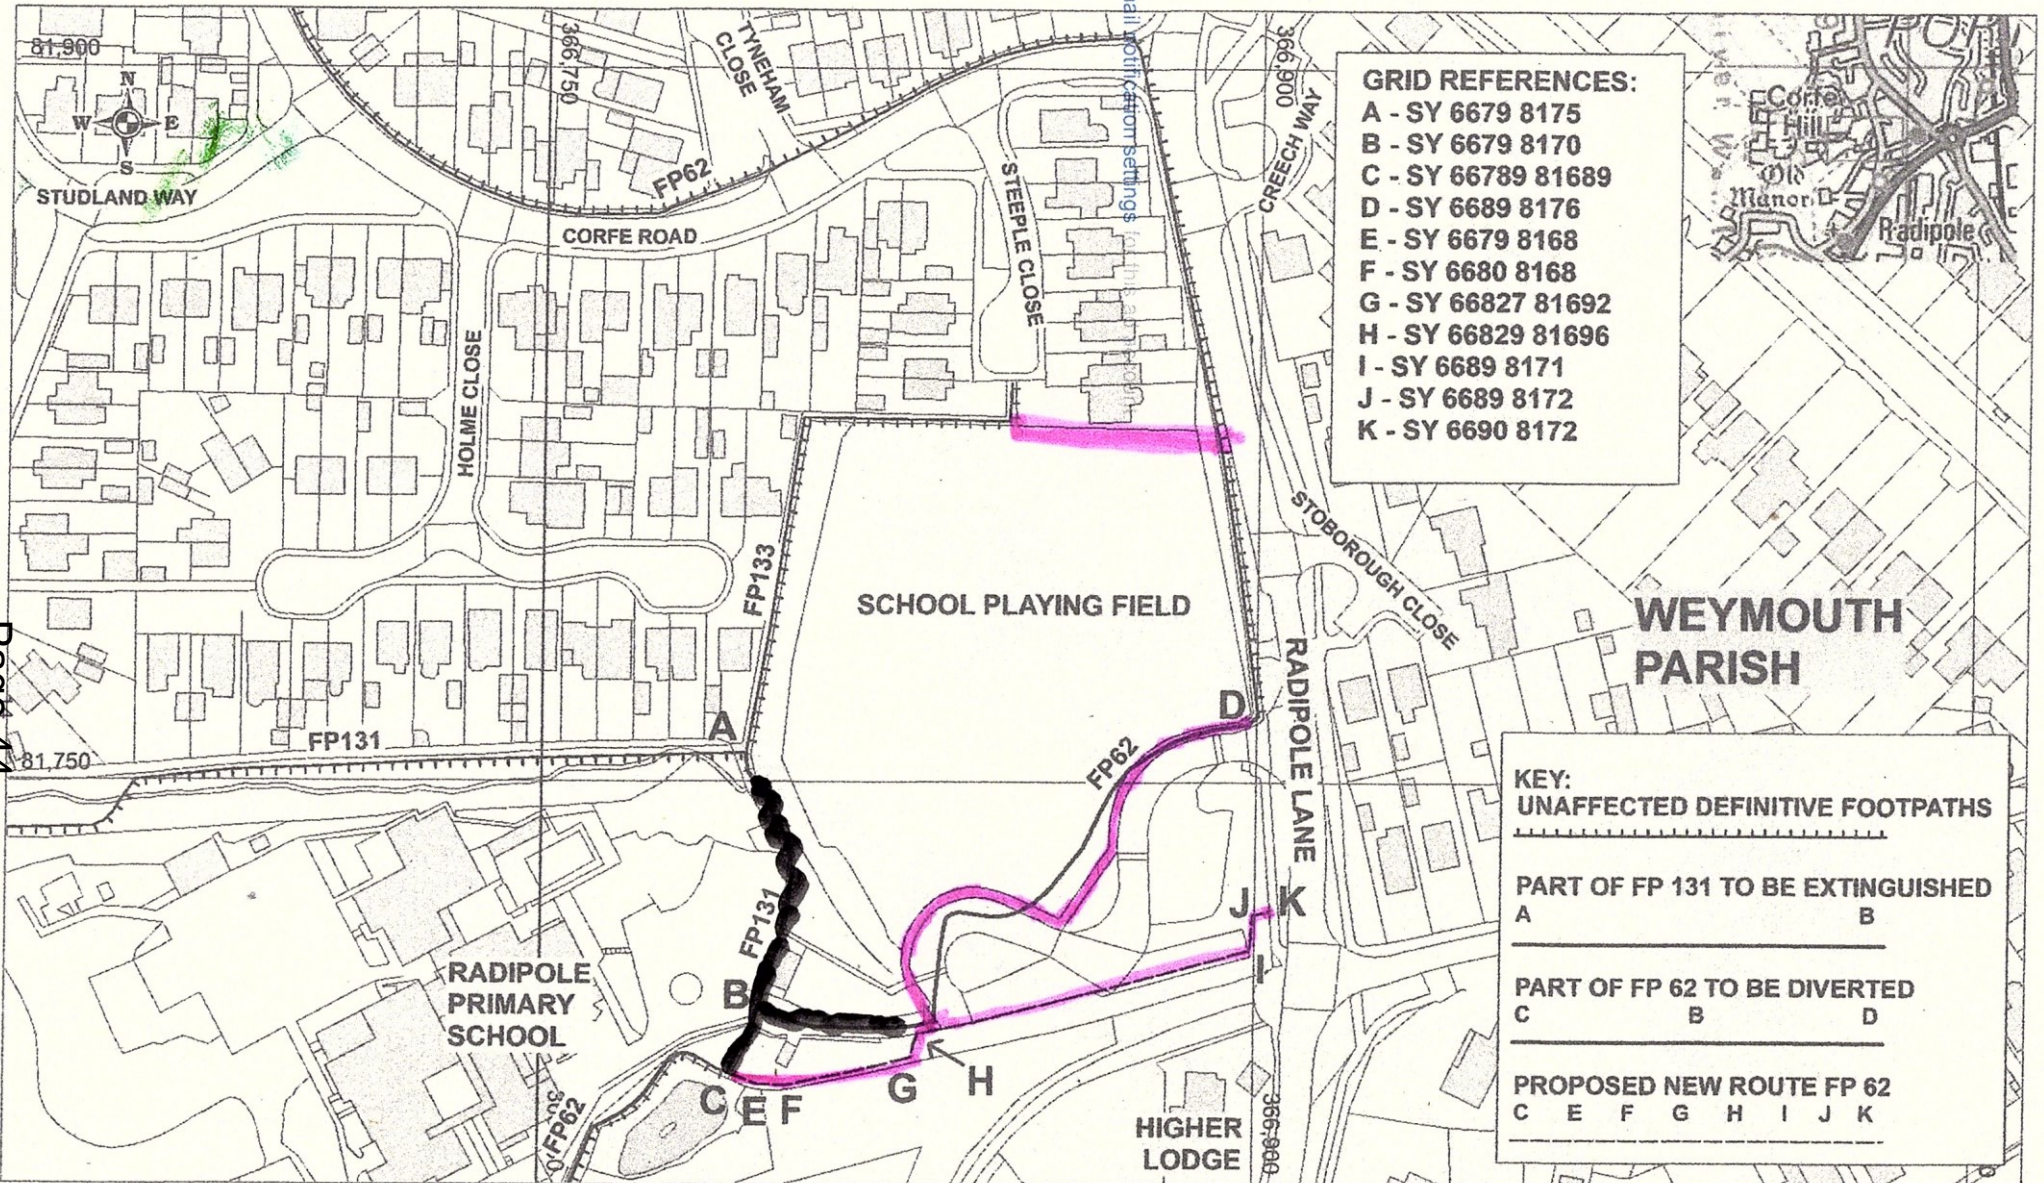 81,900
N
W E
S
STUDLAND WAY
366,750
TYNEHAM
CLOSE
FP62
CORFE ROAD
STEEPLE CLOSE
366,900
CREECH WAY
ail notification settings
GRID REFERENCES:
A - SY 6679 8175
B - SY 6679 8170
C - SY 66789 81689
D - SY 6689 8176
E - SY 6679 8168
F - SY 6680 8168
G - SY 66827 81692
H - SY 66829 81696
I - SY 6689 8171
J - SY 6689 8172
K - SY 6690 8172
Corfe
Hill
Old
Manor
Radipole
HOLME CLOSE
FP133
SCHOOL PLAYING FIELD
STOBOROUGH CLOSE
RADIPOLE LANE
WEYMOUTH
PARISH
A
D
FP131
81,750
FP62
FP131
J K
I
B
RADIPOLE
PRIMARY
SCHOOL
C E F G H
FP62
HIGHER
LODGE
366,900
KEY:
UNAFFECTED DEFINITIVE FOOTPATHS
PART OF FP 131 TO BE EXTINGUISHED
A B
PART OF FP 62 TO BE DIVERTED
C B D
PROPOSED NEW ROUTE FP 62
C E F G H I J K